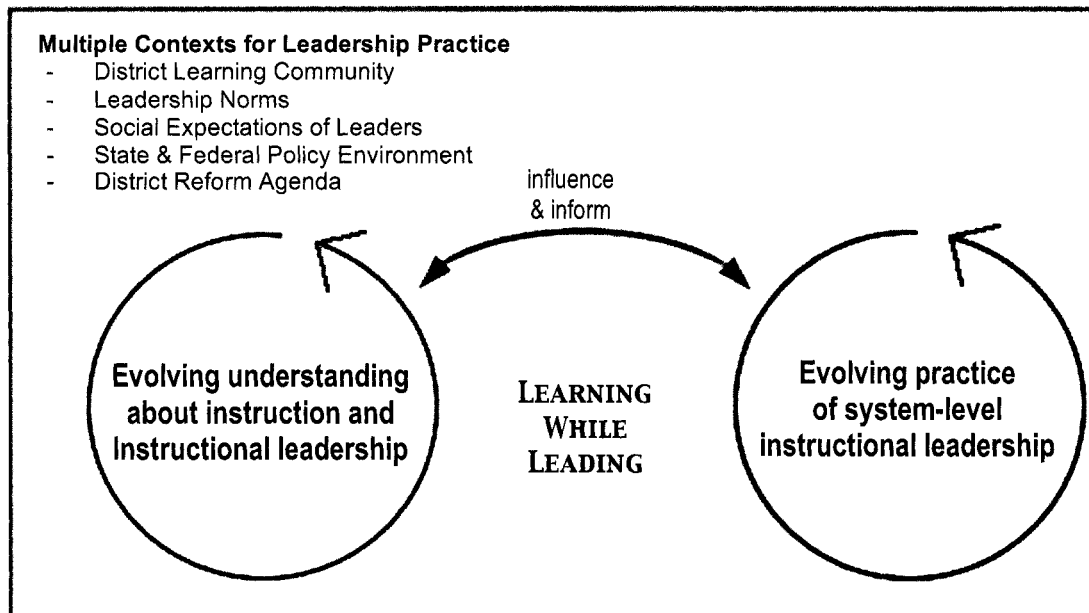 Multiple Contexts for Leadership Practice
- District Learning Community
- Leadership Norms
- Social Expectations of Leaders
- State & Federal Policy Environment
- District Reform Agenda
influence
& inform
Evolving understanding
about instruction and
Instructional leadership
LEARNING
WHILE
LEADING
Evolving practice
of system-level
instructional leadership